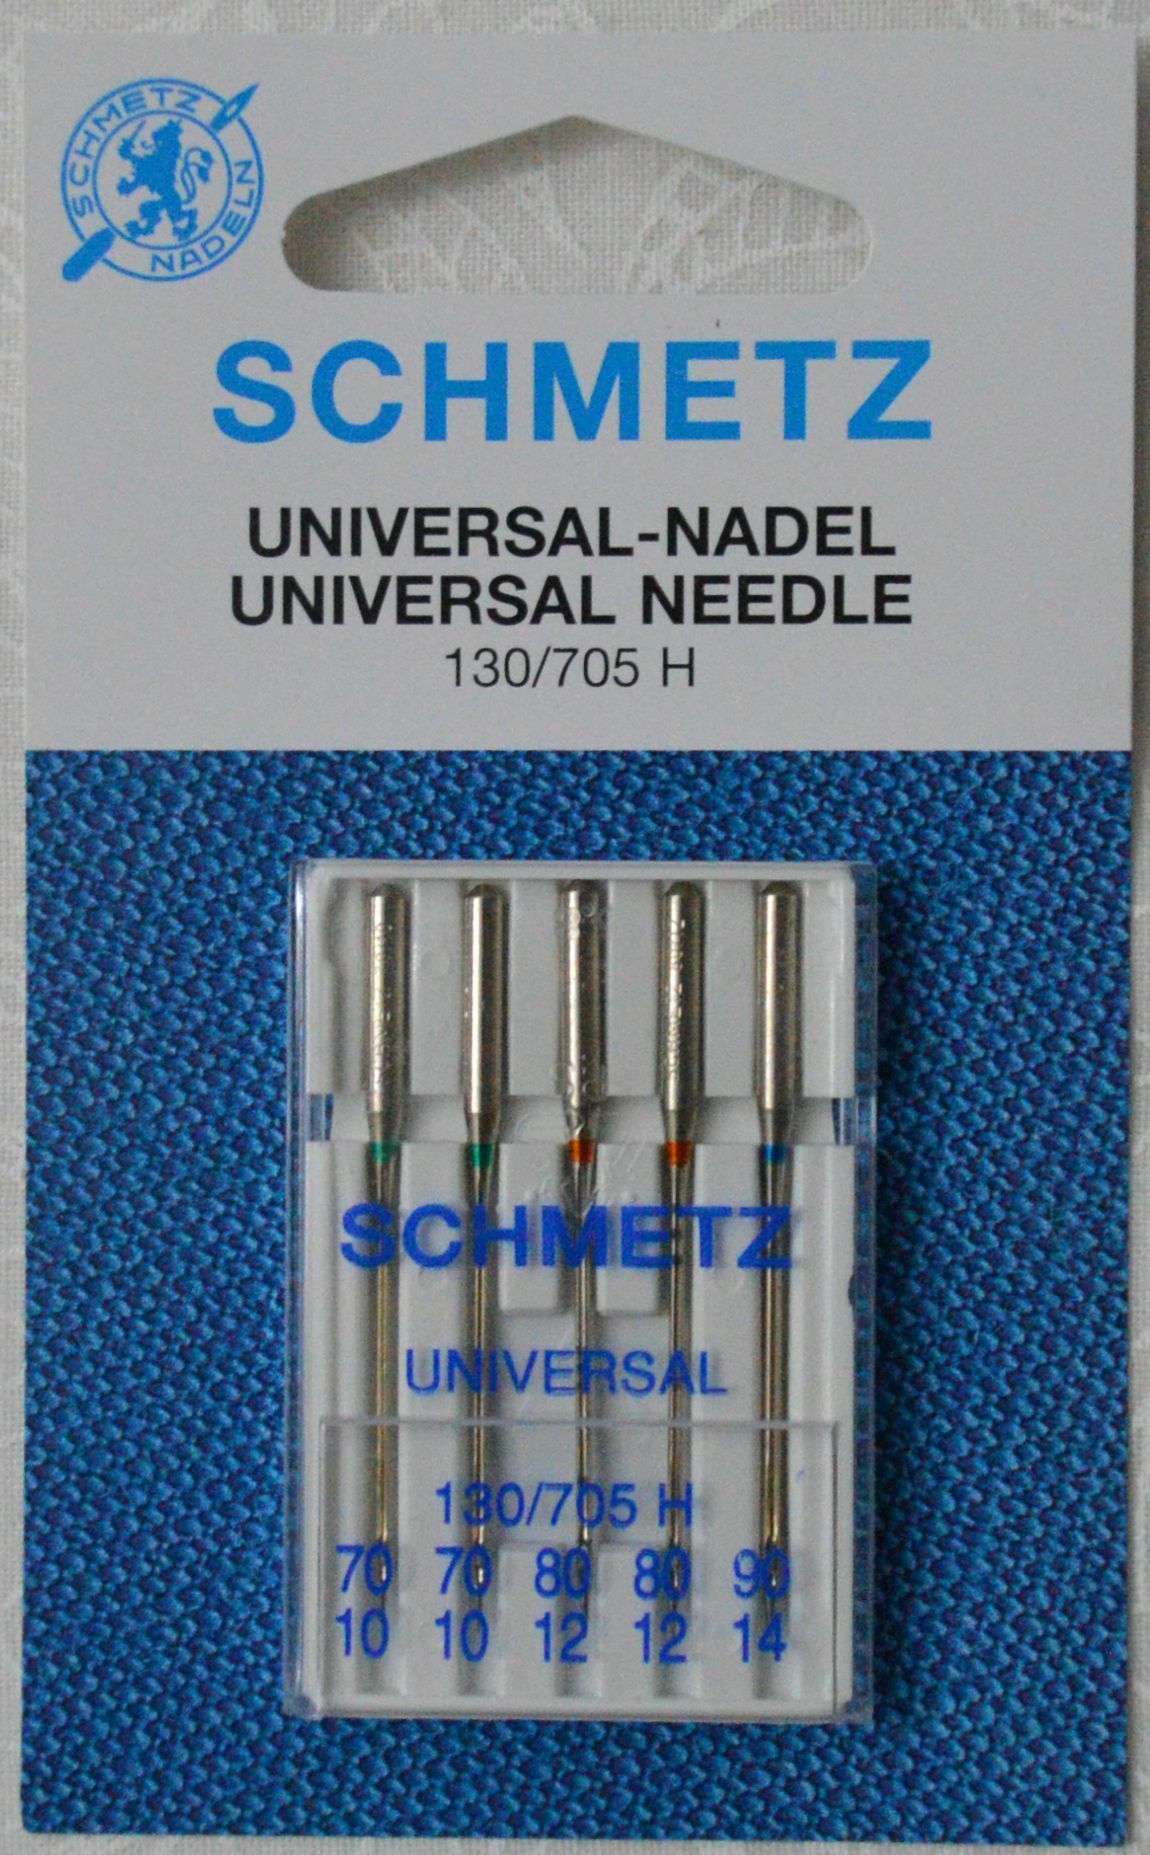 SCHMETZ
NADELN
SCHMETZ
UNIVERSAL-NADEL
UNIVERSAL NEEDLE
130/705 H
SCHMETZ
UNIVERSAL
130/705 H
70 70 80 80 90
10 10 12 12 14